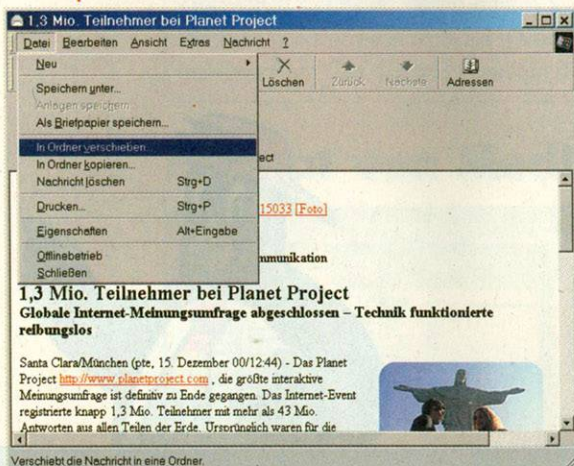 1,3 Mio. Teilnehmer bei Planet Project
Datei Bearbeiten Ansicht Extras Nachricht ?
Neu
Löschen Zurück Nächste Adressen
Speichern unter...
Anlagen speichern...
Als Briefpapier speichern...
In Ordner verschieben...
In Ordner kopieren...
ect
Nachricht löschen Strg+D
Drucken... Strg+P
15033 [Foto]
Eigenschaften Alt+Eingabe
Offlinebetrieb
mmunikation
Schließen
1,3 Mio. Teilnehmer bei Planet Project
Globale Internet-Meinungsumfrage abgeschlossen – Technik funktionierte
reibungslos
Santa Clara/München (pte, 15. Dezember 00/12:44) - Das Planet
Project http://www.planetproject.com , die größte interaktive
Meinungsumfrage ist definitiv zu Ende gegangen. Das Internet-Event
registrierte knapp 1,3 Mio. Teilnehmer mit mehr als 43 Mio.
Antworten aus allen Teilen der Erde. Ursprünglich waren für die
Verschiebt die Nachricht in eine Ordner.